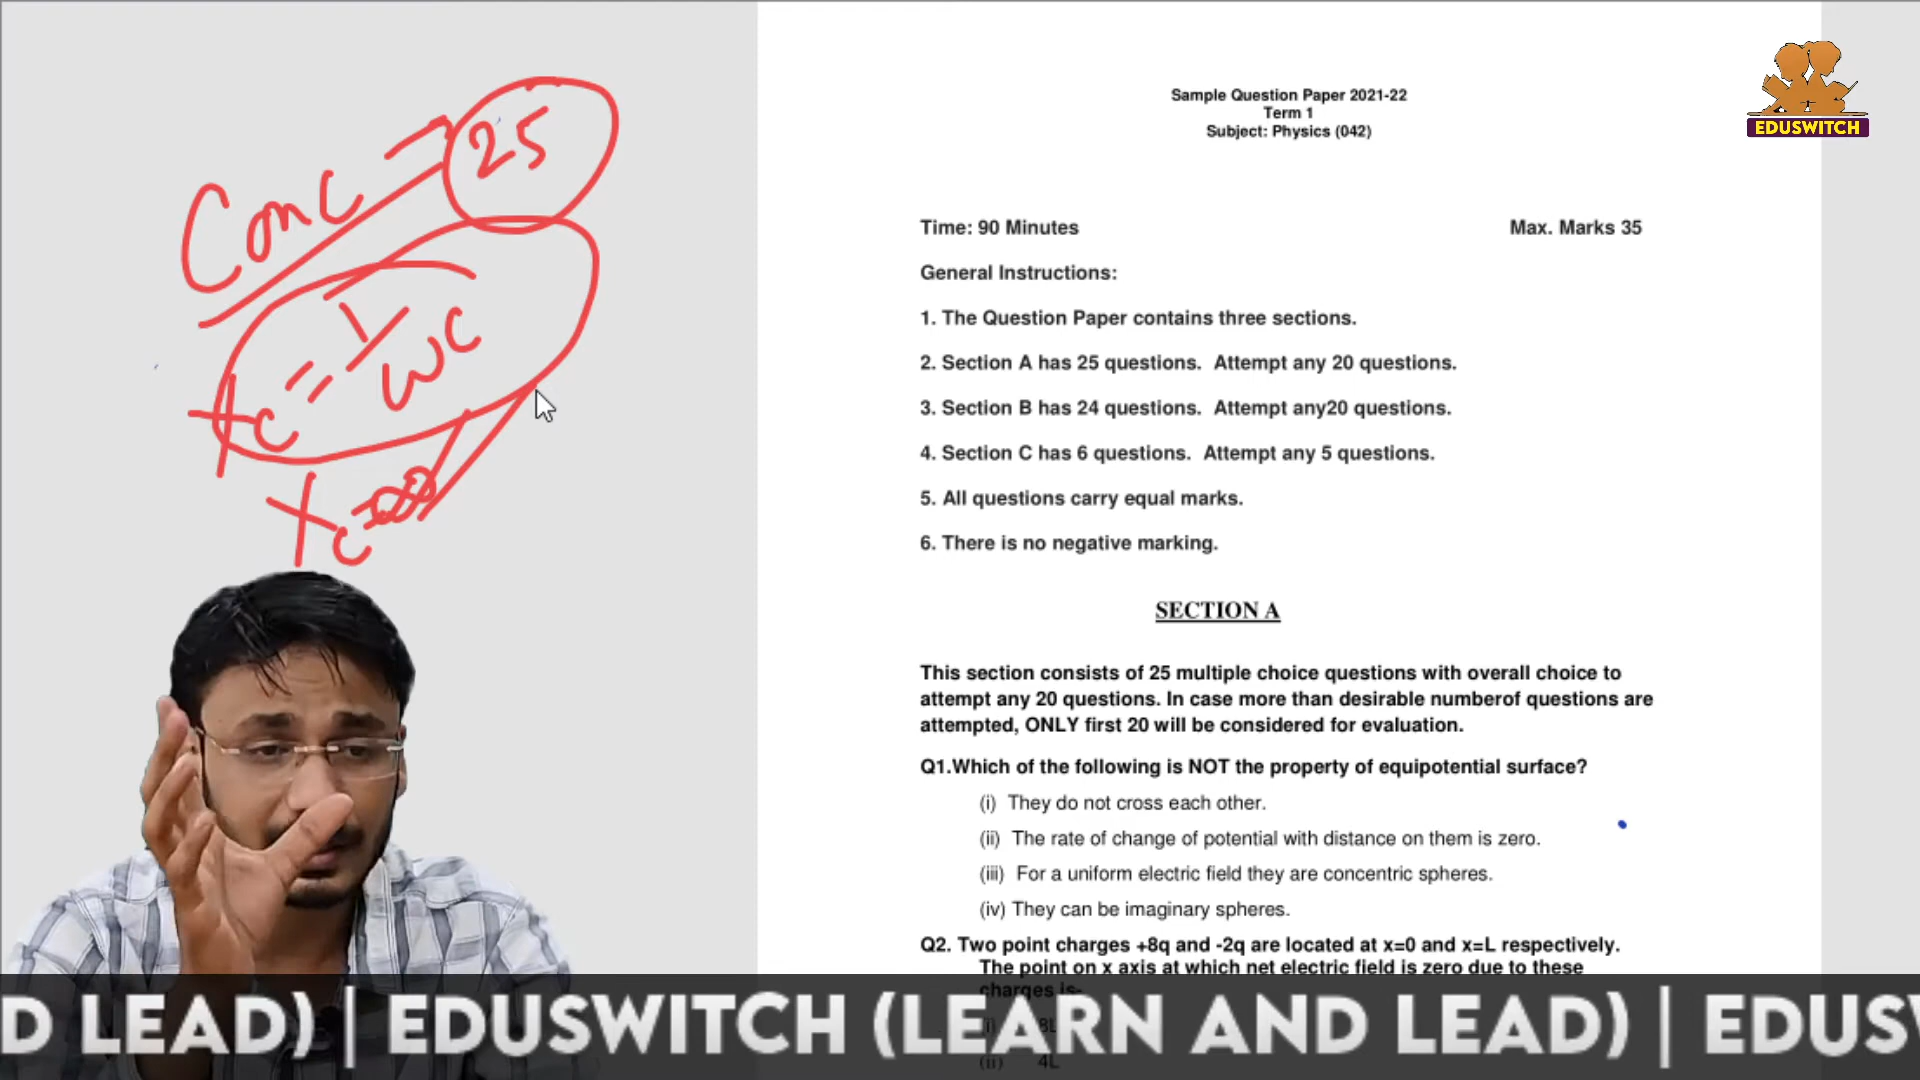 Conc → 25
Xc = 1/wc
Xc = ∞
EDUSWITCH
Sample Question Paper 2021-22
Term 1
Subject: Physics (042)
Time: 90 Minutes Max. Marks 35
General Instructions:
1. The Question Paper contains three sections.
2. Section A has 25 questions. Attempt any 20 questions.
3. Section B has 24 questions. Attempt any20 questions.
4. Section C has 6 questions. Attempt any 5 questions.
5. All questions carry equal marks.
6. There is no negative marking.
SECTION A
This section consists of 25 multiple choice questions with overall choice to
attempt any 20 questions. In case more than desirable numberof questions are
attempted, ONLY first 20 will be considered for evaluation.
Q1.Which of the following is NOT the property of equipotential surface?
(i) They do not cross each other.
(ii) The rate of change of potential with distance on them is zero.
(iii) For a uniform electric field they are concentric spheres.
(iv) They can be imaginary spheres.
Q2. Two point charges +8q and -2q are located at x=0 and x=L respectively.
The point on x axis at which net electric field is zero due to these
charges is-
(i) 8L
(ii) 4L
D LEAD) | EDUSWITCH (LEARN AND LEAD) | EDUSW